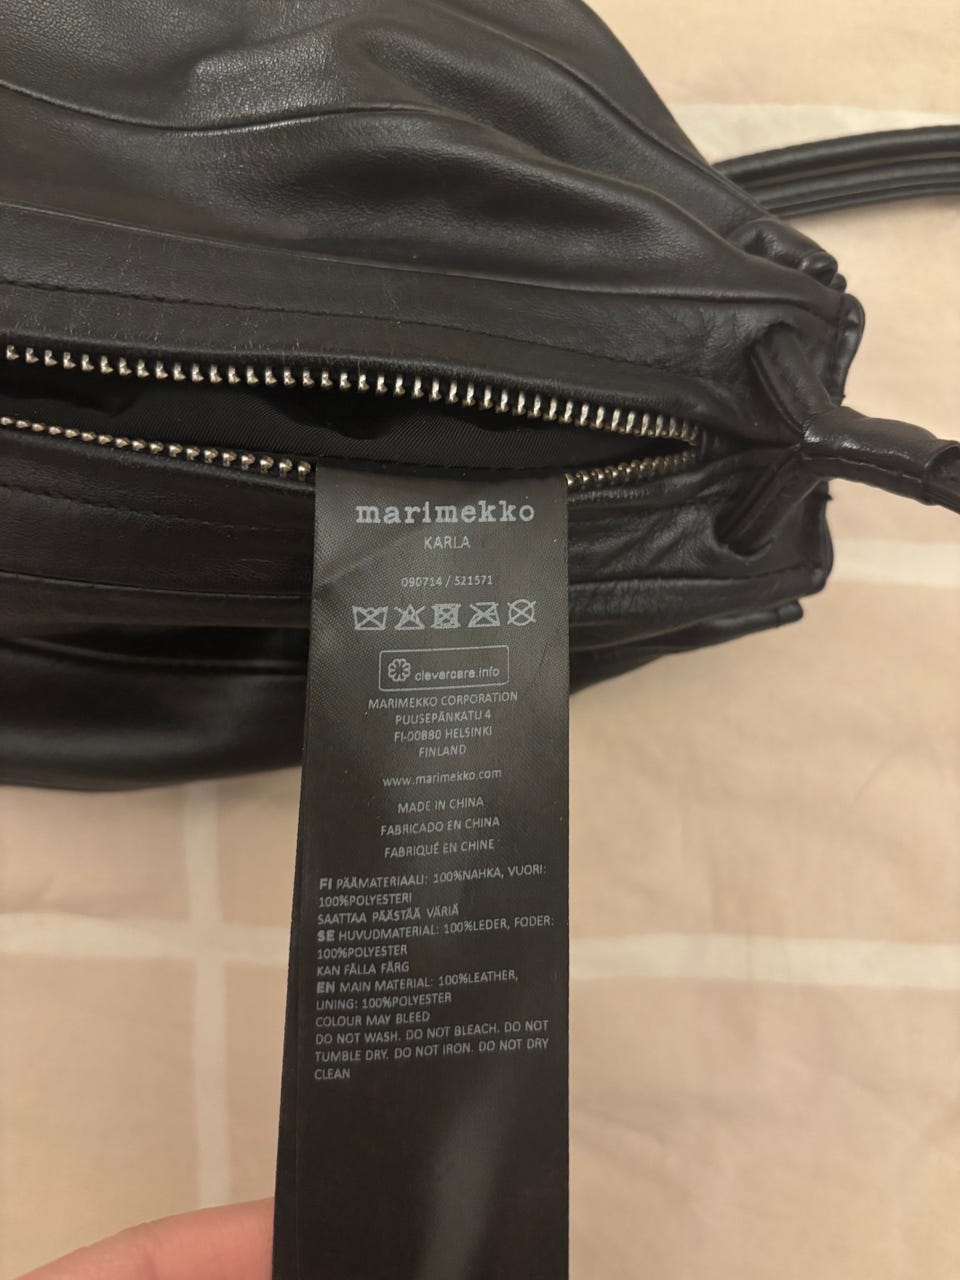 marimekko
KARLA
090714 / 521571
clevercare.info
MARIMEKKO CORPORATION
PUUSEPÄNKATU 4
FI-00880 HELSINKI
FINLAND
www.marimekko.com
MADE IN CHINA
FABRICADO EN CHINA
FABRIQUÉ EN CHINE
FI PÄÄMATERIAALI: 100%NAHKA, VUORI:
100%POLYESTERI
SAATTAA PÄÄSTÄÄ VÄRIÄ
SE HUVUDMATERIAL: 100%LEDER, FODER:
100%POLYESTER
KAN FÄLLA FÄRG
EN MAIN MATERIAL: 100%LEATHER,
LINING: 100%POLYESTER
COLOUR MAY BLEED
DO NOT WASH. DO NOT BLEACH. DO NOT
TUMBLE DRY. DO NOT IRON. DO NOT DRY
CLEAN